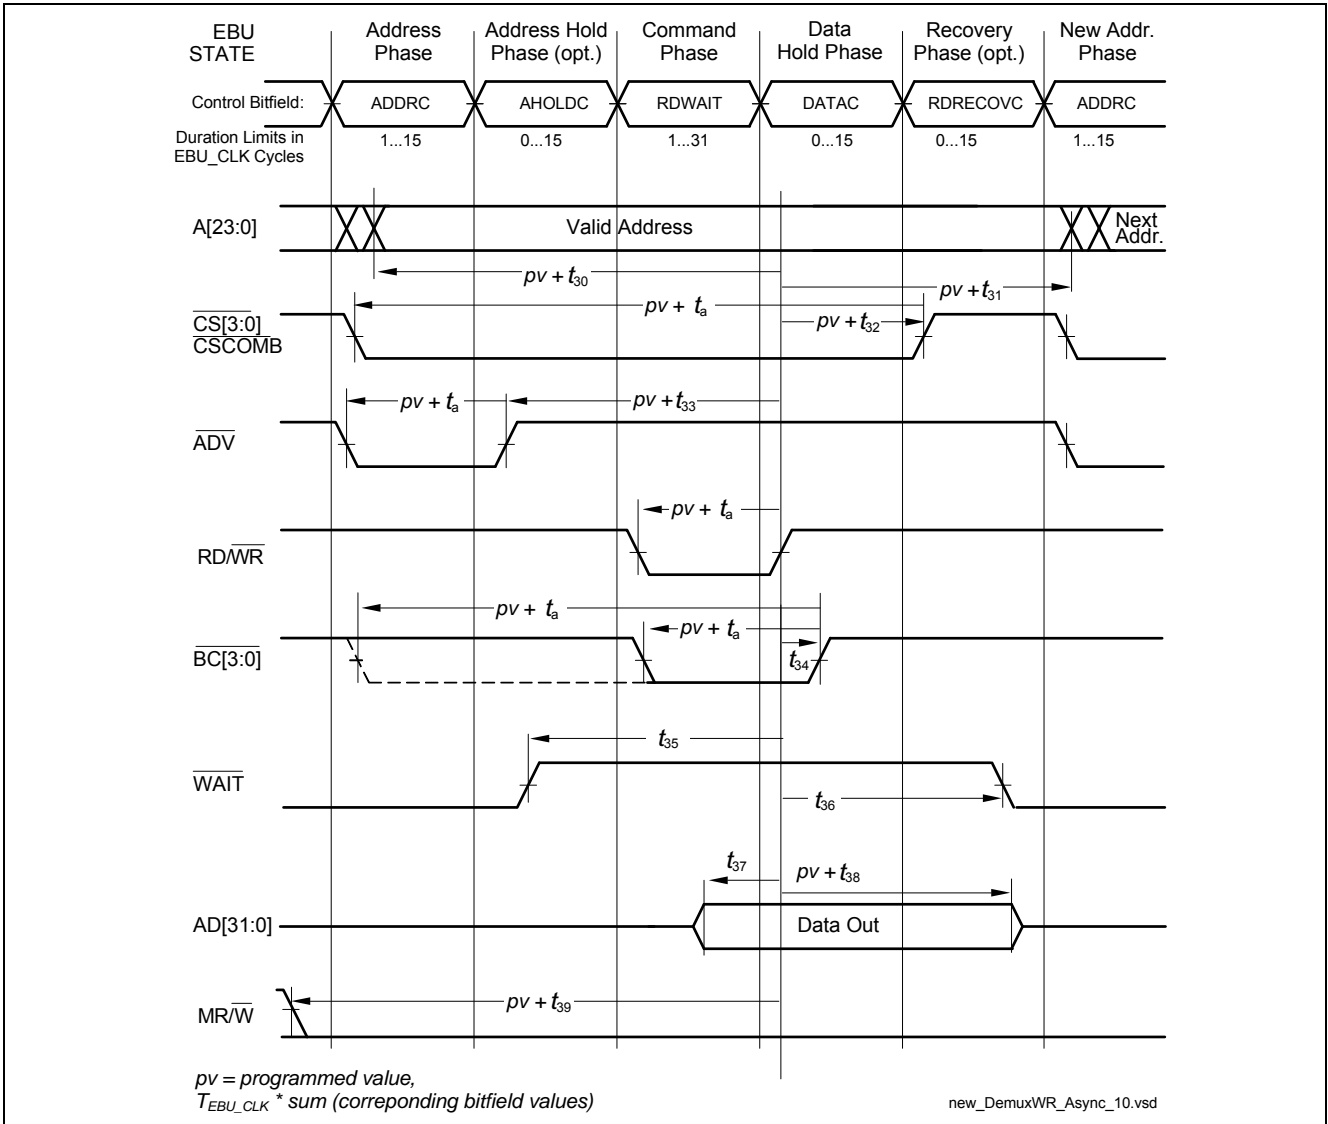 EBU STATE
Address Phase
Address Hold Phase (opt.)
Command Phase
Data Hold Phase
Recovery Phase (opt.)
New Addr. Phase
Control Bitfield: ADDRC AHOLDC RDWAIT DATAC RDRECOVC ADDRC
Duration Limits in EBU_CLK Cycles
1...15 0...15 1...31 0...15 0...15 1...15
A[23:0] Valid Address Next Addr.
pv + t30
pv + t31
pv + ta
CS[3:0]
CSCOMB
pv + t32
pv + ta
pv + t33
ADV
pv + ta
RD/WR
pv + ta
pv + ta
BC[3:0]
t34
t35
WAIT
t36
t37
pv + t38
AD[31:0] Data Out
MR/W
pv + t39
pv = programmed value,
TEBU_CLK * sum (correponding bitfield values)
new_DemuxWR_Async_10.vsd